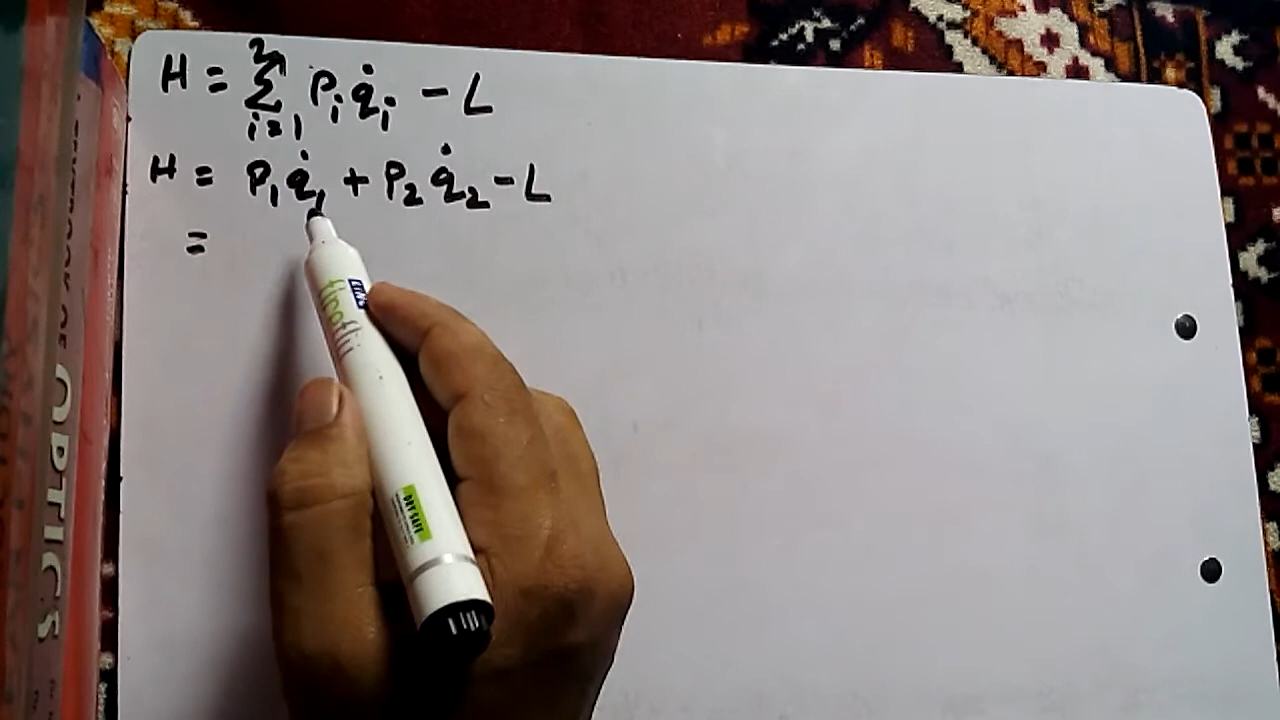 H = Σ_{i=1}^{2} p_i q̇_i - L
H = p_1 q̇_1 + p_2 q̇_2 - L
=
OPTICS